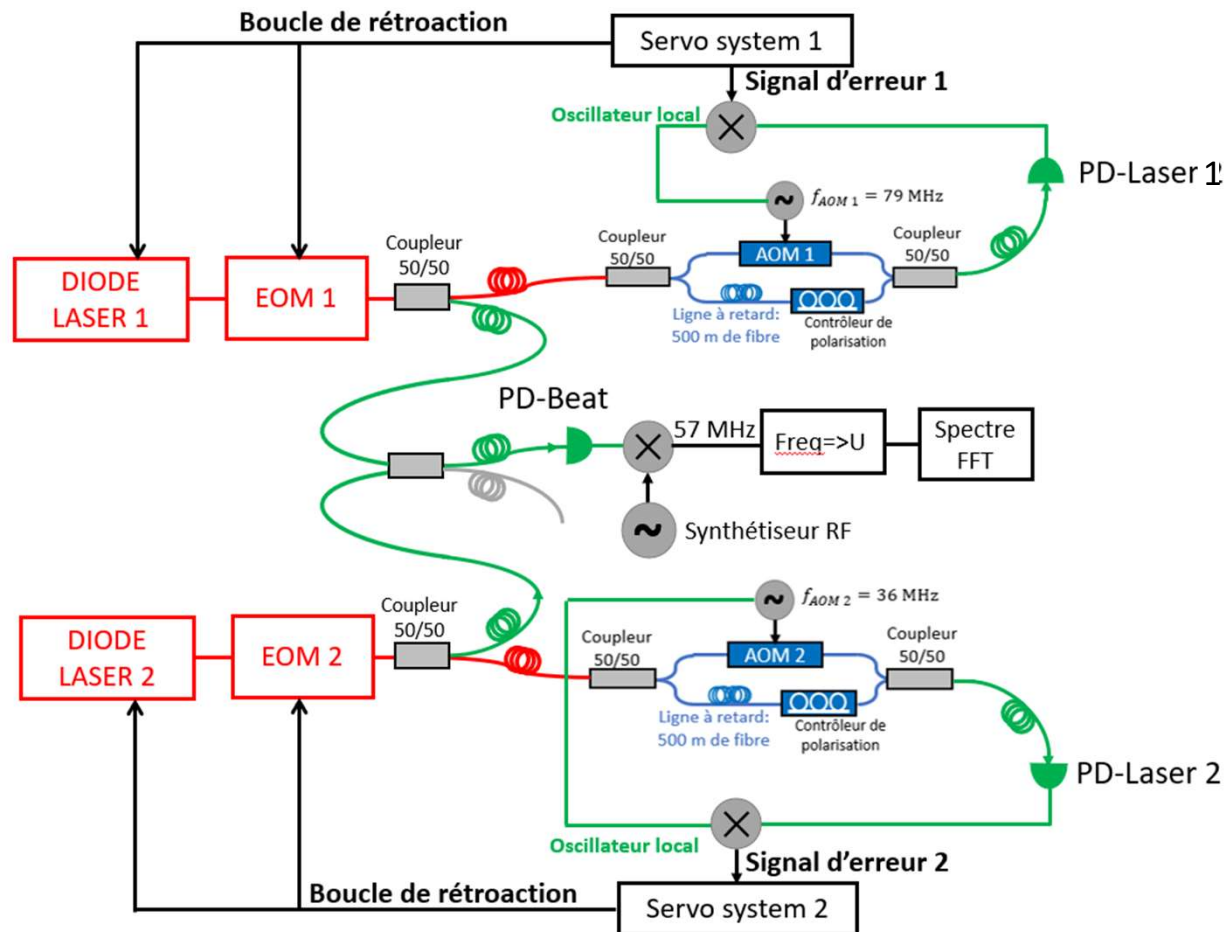 Boucle de rétroaction
Servo system 1
Signal d'erreur 1
Oscillateur local
PD-Laser 1
f_{AOM 1} = 79 MHz
Coupleur
50/50
Coupleur
50/50
Coupleur
50/50
AOM 1
DIODE
LASER 1
EOM 1
Ligne à retard:
500 m de fibre
Contrôleur de
polarisation
PD-Beat
57 MHz
Freq=>U
Spectre
FFT
Synthétiseur RF
f_{AOM 2} = 36 MHz
Coupleur
50/50
Coupleur
50/50
Coupleur
50/50
AOM 2
DIODE
LASER 2
EOM 2
Ligne à retard:
500 m de fibre
Contrôleur de
polarisation
PD-Laser 2
Oscillateur local
Signal d'erreur 2
Boucle de rétroaction
Servo system 2